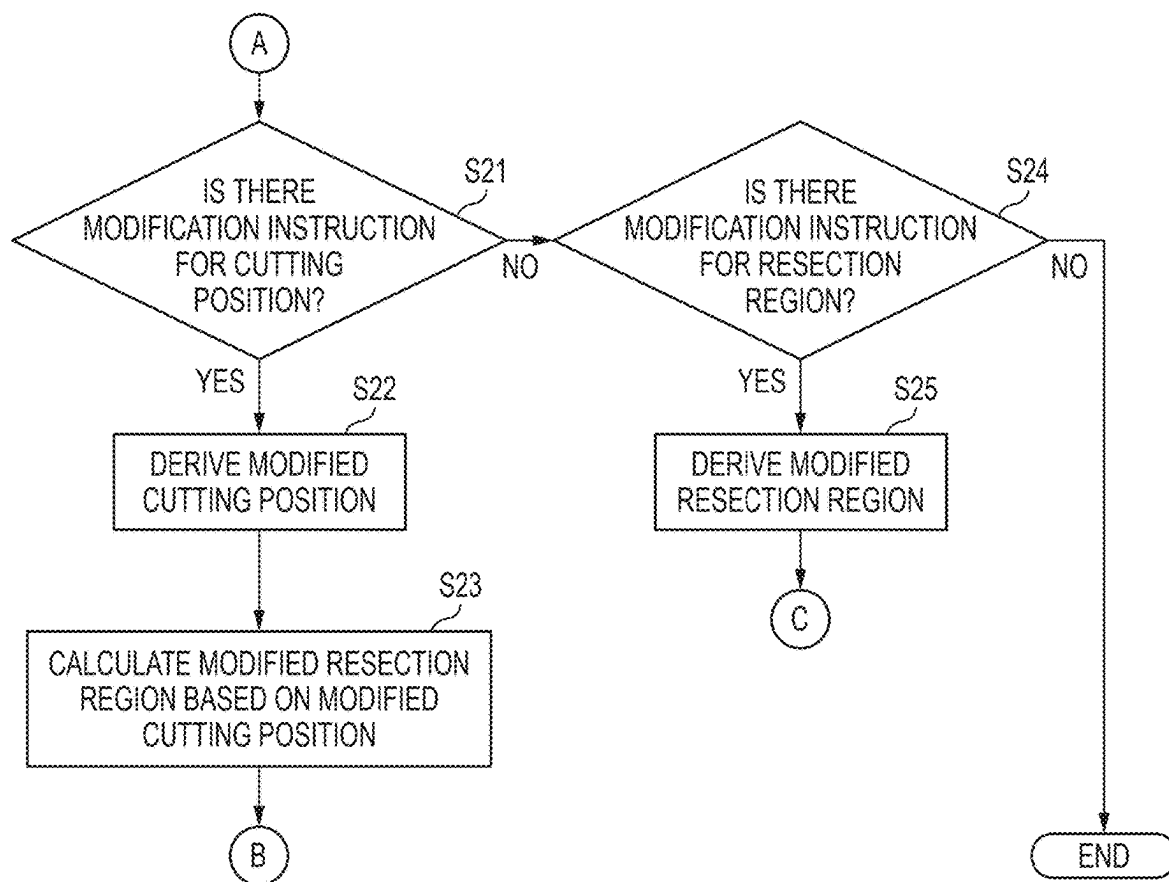 A
S21
IS THERE
MODIFICATION INSTRUCTION
FOR CUTTING
POSITION?
NO
YES
S24
IS THERE
MODIFICATION INSTRUCTION
FOR RESECTION
REGION?
NO
YES
S22
DERIVE MODIFIED
CUTTING POSITION
S25
DERIVE MODIFIED
RESECTION REGION
C
S23
CALCULATE MODIFIED RESECTION
REGION BASED ON MODIFIED
CUTTING POSITION
B
END